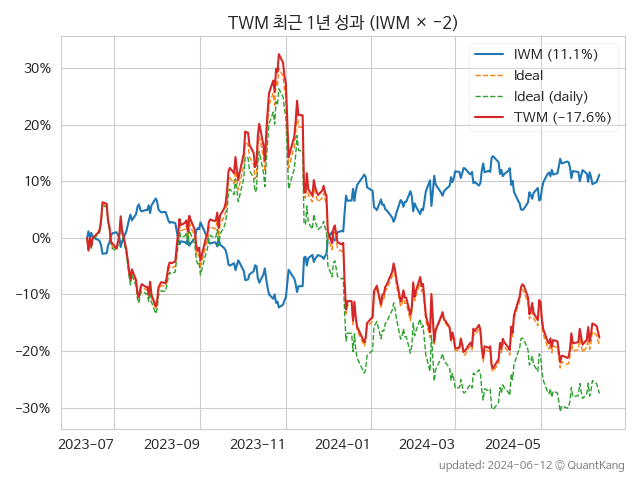 TWM 최근 1년 성과 (IWM × −2)
IWM (11.1%)
Ideal
Ideal (daily)
TWM (−17.6%)
30%
20%
10%
0%
−10%
−20%
−30%
2023−07 2023−09 2023−11 2024−01 2024−03 2024−05
updated: 2024−06−12 © QuantKang